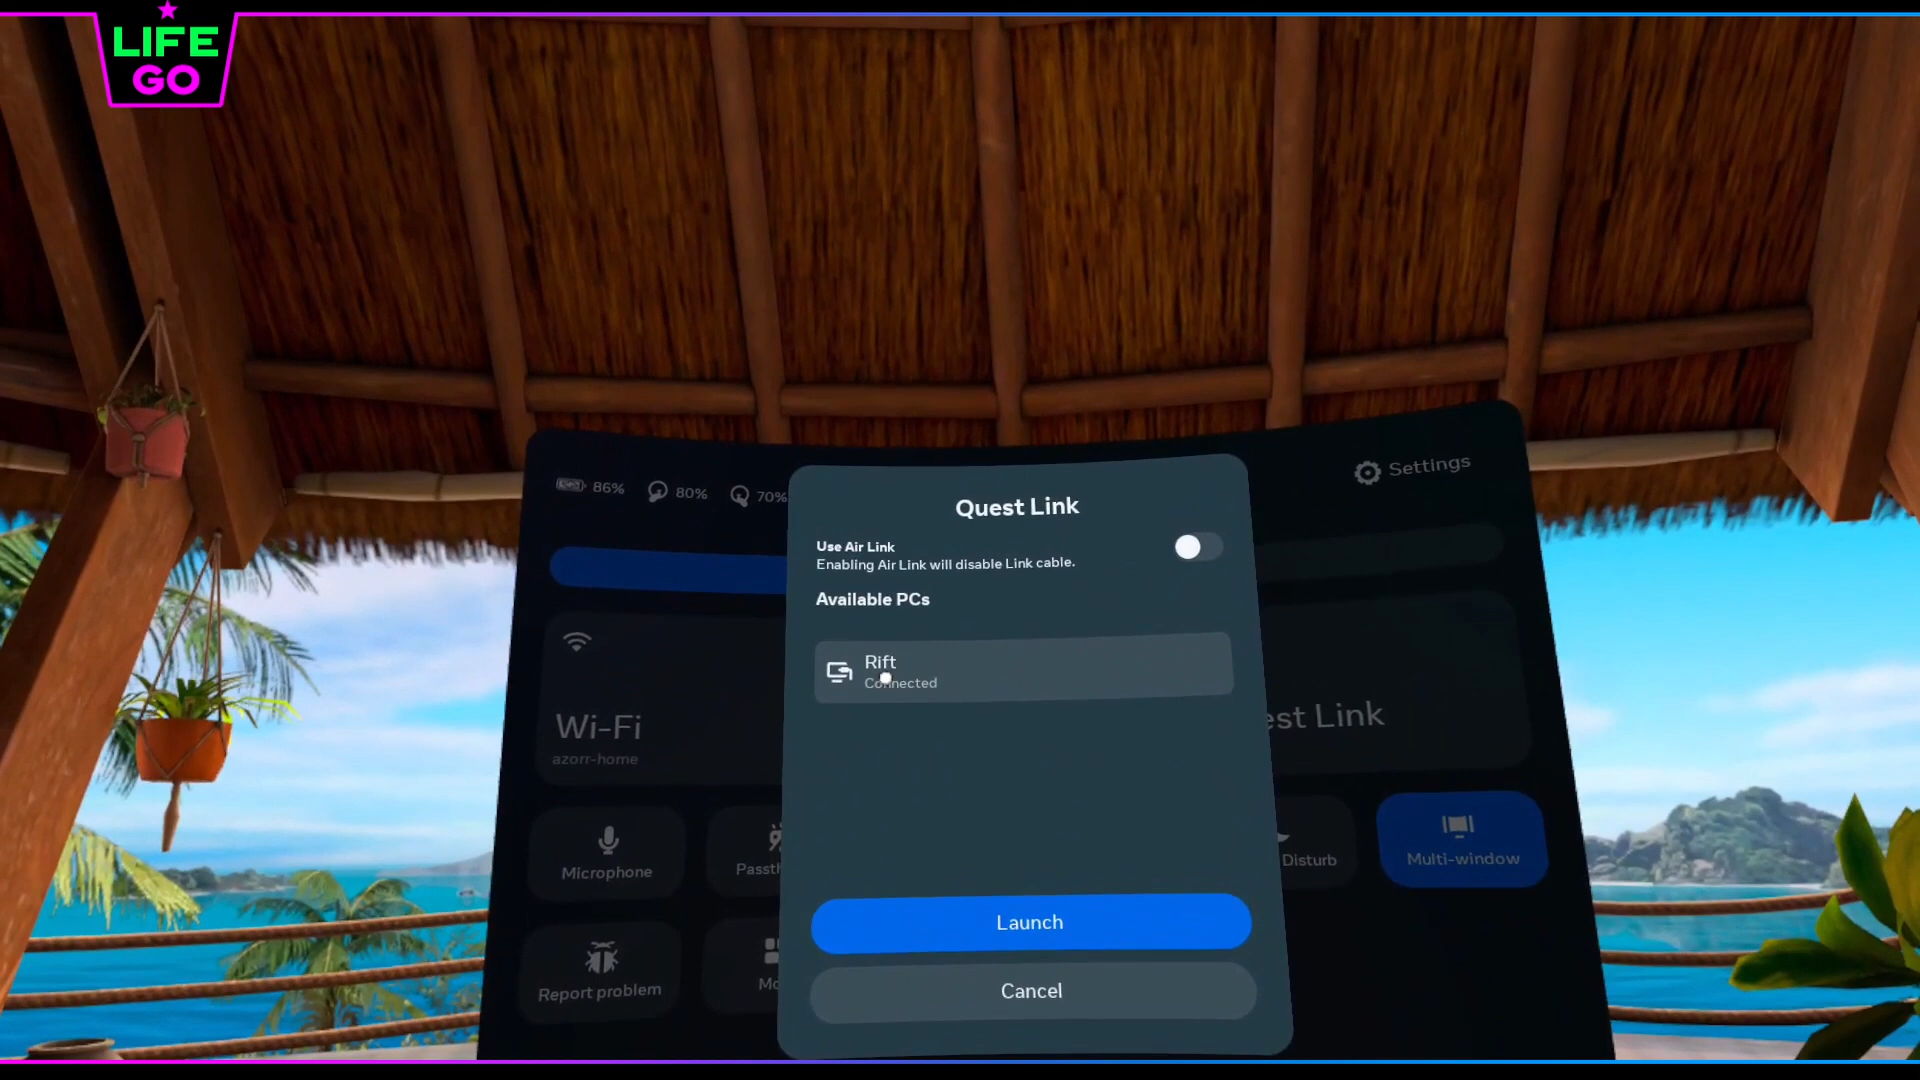 LIFE
GO
86%
80%
70%
Settings
Quest Link
Use Air Link
Enabling Air Link will disable Link cable.
Available PCs
Rift
Connected
Wi-Fi
azorr-home
est Link
Microphone
Passth
Disturb
Multi-window
Launch
Report problem
Mo
Cancel